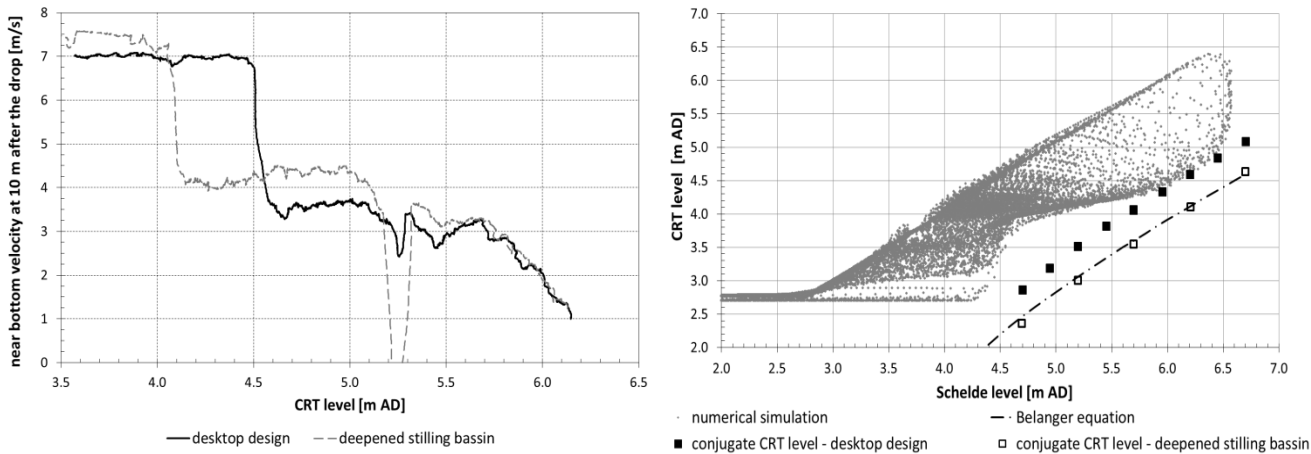 near bottom velocity at 10 m after the drop [m/s]
8
7
6
5
4
3
2
1
0
3.5 4.0 4.5 5.0 5.5 6.0 6.5
CRT level [m AD]
desktop design deepened stilling bassin
CRT level [m AD]
7.0
6.5
6.0
5.5
5.0
4.5
4.0
3.5
3.0
2.5
2.0
2.0 2.5 3.0 3.5 4.0 4.5 5.0 5.5 6.0 6.5 7.0
Schelde level [m AD]
numerical simulation Belanger equation
conjugate CRT level - desktop design conjugate CRT level - deepened stilling bassin